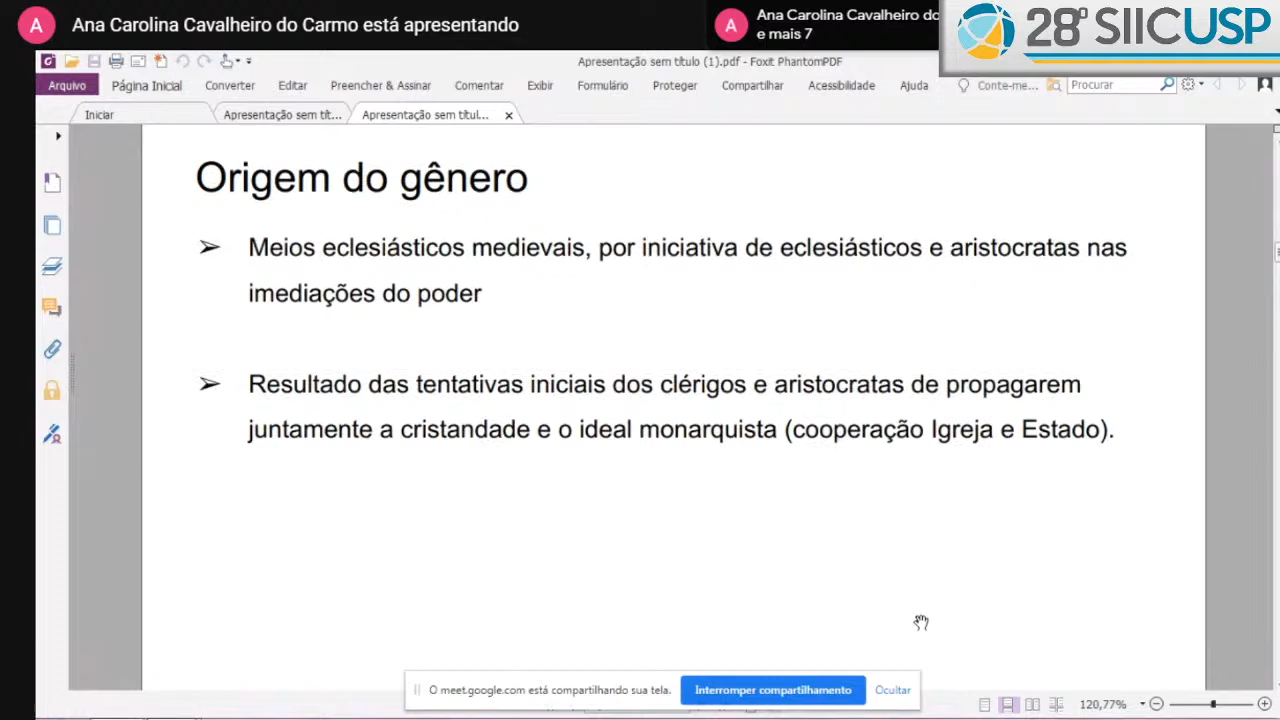 A
Ana Carolina Cavalheiro do Carmo está apresentando
A
Ana Carolina Cavalheiro do
e mais 7
28º SIICUSP
Apresentação sem título (1).pdf - Foxit PhantomPDF
Arquivo Página Inicial Converter Editar Preencher & Assinar Comentar Exibir Formulário Proteger Compartilhar Acessibilidade Ajuda Conte-me... Procurar
Iniciar Apresentação sem tít... Apresentação sem títul...
Origem do gênero
➢ Meios eclesiásticos medievais, por iniciativa de eclesiásticos e aristocratas nas
imediações do poder
➢ Resultado das tentativas iniciais dos clérigos e aristocratas de propagarem
juntamente a cristandade e o ideal monarquista (cooperação Igreja e Estado).
O meet.google.com está compartilhando sua tela. Interromper compartilhamento Ocultar
120,77%